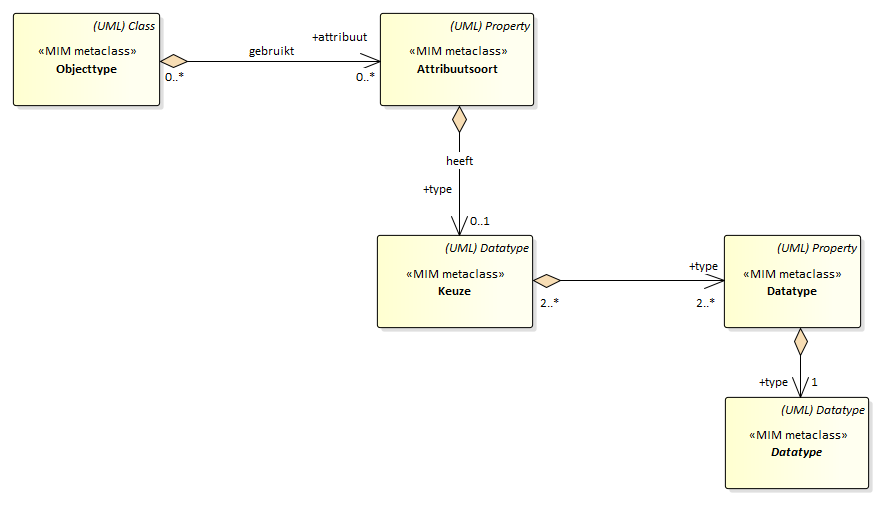 (UML) Class
«MIM metaclass»
Objecttype
gebruikt
+attribuut
0..*
0..*
(UML) Property
«MIM metaclass»
Attribuutsoort
heeft
+type
0..1
(UML) Datatype
«MIM metaclass»
Keuze
+type
2..*
2..*
(UML) Property
«MIM metaclass»
Datatype
+type
1
(UML) Datatype
«MIM metaclass»
Datatype